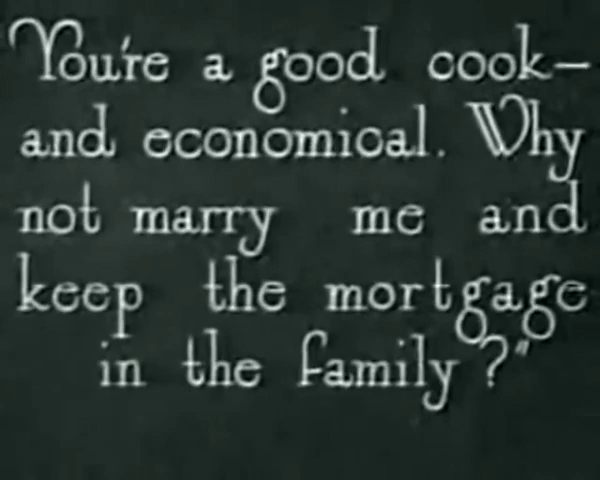 You're a good cook—
and economical. Why
not marry me and
keep the mortgage
in the family?"